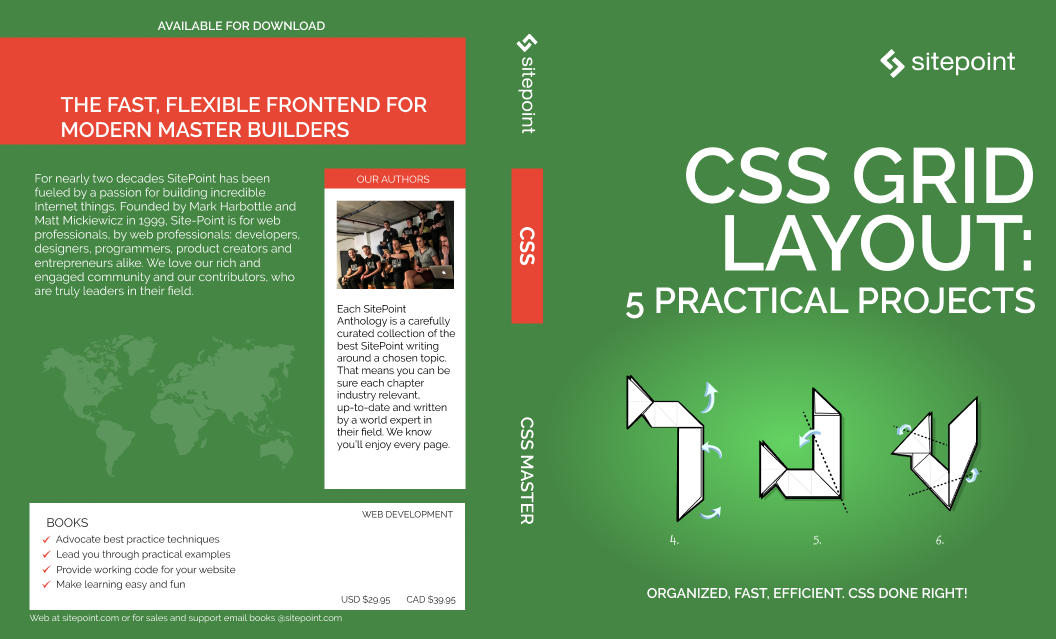 AVAILABLE FOR DOWNLOAD
THE FAST, FLEXIBLE FRONTEND FOR
MODERN MASTER BUILDERS
For nearly two decades SitePoint has been
fueled by a passion for building incredible
Internet things. Founded by Mark Harbottle and
Matt Mickiewicz in 1999, Site-Point is for web
professionals, by web professionals: developers,
designers, programmers, product creators and
entrepreneurs alike. We love our rich and
engaged community and our contributors, who
are truly leaders in their field.
OUR AUTHORS
Each SitePoint
Anthology is a carefully
curated collection of the
best SitePoint writing
around a chosen topic.
That means you can be
sure each chapter
industry relevant,
up-to-date and written
by a world expert in
their field. We know
you'll enjoy every page.
BOOKS
WEB DEVELOPMENT
Advocate best practice techniques
Lead you through practical examples
Provide working code for your website
Make learning easy and fun
USD $29.95 CAD $39.95
Web at sitepoint.com or for sales and support email books @sitepoint.com
sitepoint
CSS
CSS MASTER
sitepoint
CSS GRID
LAYOUT:
5 PRACTICAL PROJECTS
4. 5. 6.
ORGANIZED, FAST, EFFICIENT. CSS DONE RIGHT!